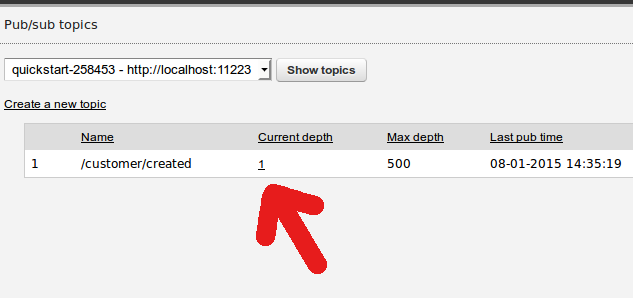 Pub/sub topics
quickstart-258453 - http://localhost:11223 Show topics
Create a new topic
Name Current depth Max depth Last pub time
1 /customer/created 1 500 08-01-2015 14:35:19